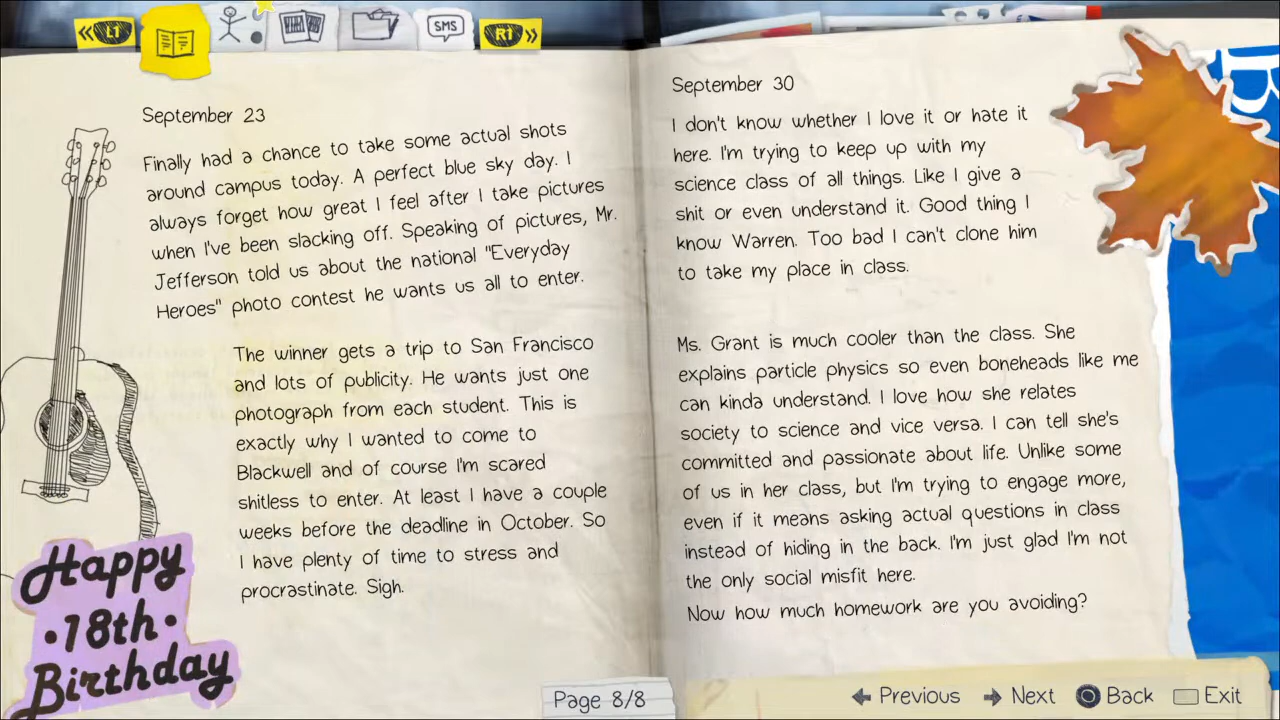 L1
SMS
R1
September 23
Finally had a chance to take some actual shots
around campus today. A perfect blue sky day. I
always forget how great I feel after I take pictures
when I've been slacking off. Speaking of pictures, Mr.
Jefferson told us about the national "Everyday
Heroes" photo contest he wants us all to enter.
The winner gets a trip to San Francisco
and lots of publicity. He wants just one
photograph from each student. This is
exactly why I wanted to come to
Blackwell and of course I'm scared
shitless to enter. At least I have a couple
weeks before the deadline in October. So
I have plenty of time to stress and
procrastinate. Sigh.
Happy
·18th·
Birthday
September 30
I don't know whether I love it or hate it
here. I'm trying to keep up with my
science class of all things. Like I give a
shit or even understand it. Good thing I
know Warren. Too bad I can't clone him
to take my place in class.
Ms. Grant is much cooler than the class. She
explains particle physics so even boneheads like me
can kinda understand. I love how she relates
society to science and vice versa. I can tell she's
committed and passionate about life. Unlike some
of us in her class, but I'm trying to engage more,
even if it means asking actual questions in class
instead of hiding in the back. I'm just glad I'm not
the only social misfit here.
Now how much homework are you avoiding?
Page 8/8
Previous
Next
Back
Exit